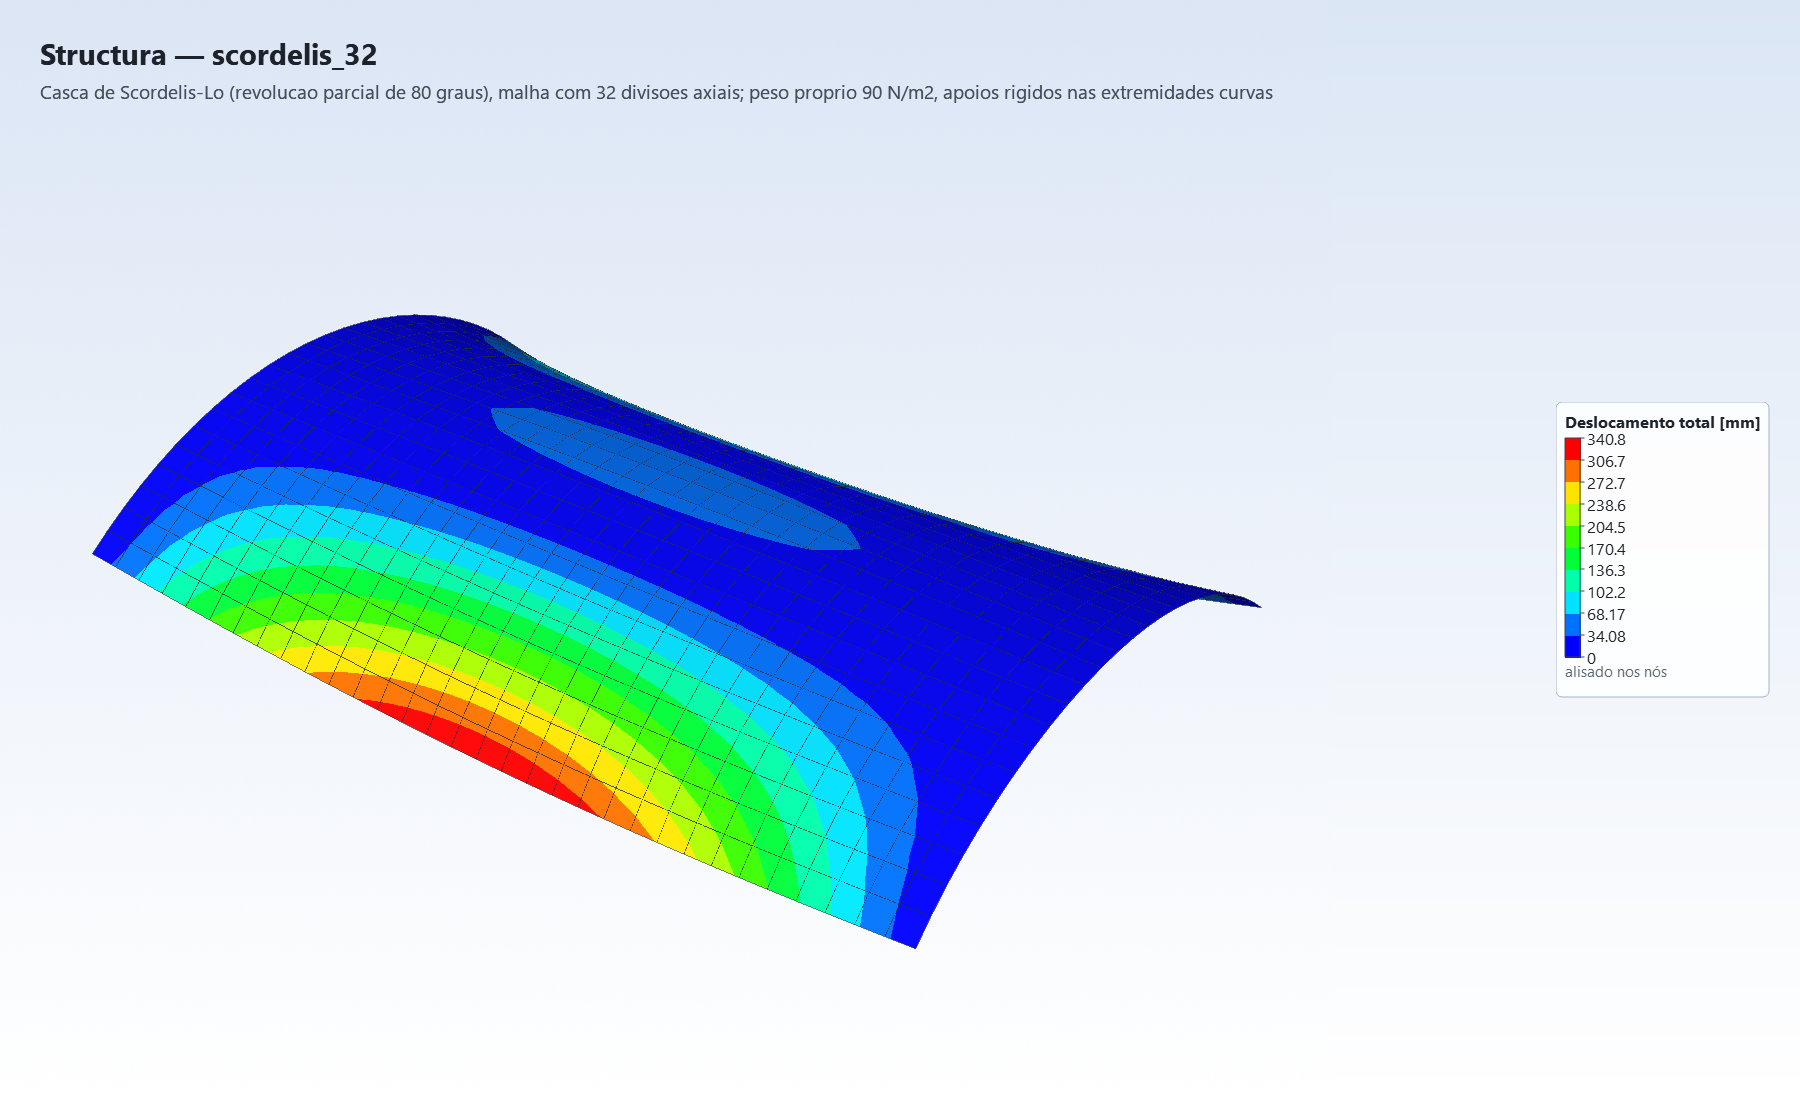 Structura — scordelis_32
Casca de Scordelis-Lo (revolucao parcial de 80 graus), malha com 32 divisoes axiais; peso proprio 90 N/m2, apoios rigidos nas extremidades curvas
Deslocamento total [mm]
340.8
306.7
272.7
238.6
204.5
170.4
136.3
102.2
68.17
34.08
0
alisado nos nós